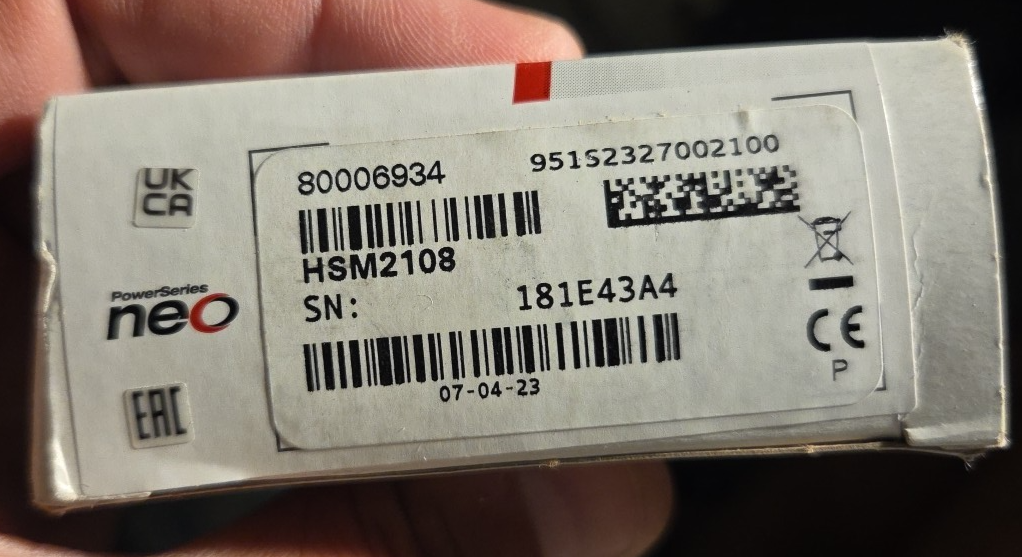 80006934
951S2327002100
UK
CA
HSM2108
SN: 181E43A4
PowerSeries
neo
CE
P
07-04-23
EAC